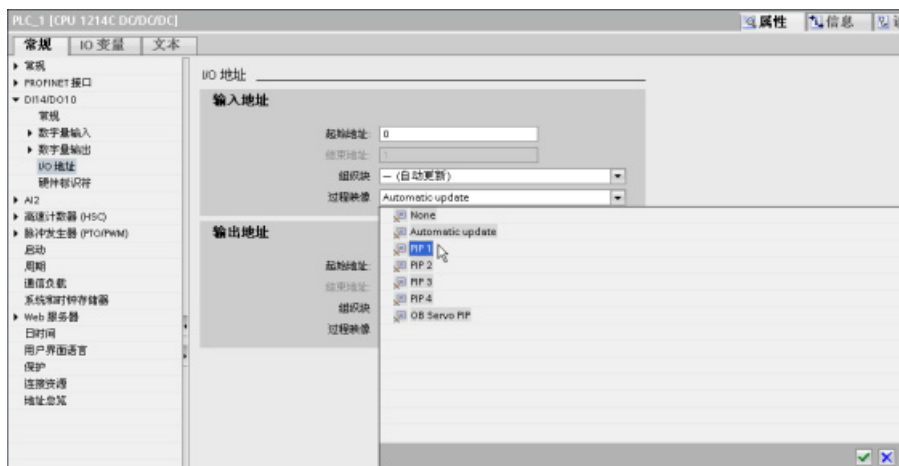 PLC_1 [CPU 1214C DC/DC/DC]
属性 信息
常规 IO 变量 文本
常规
PROFINET 接口
DI14/DO10
常规
数字量输入
数字量输出
I/O 地址
硬件标识符
AI2
高速计数器 (HSC)
脉冲发生器 (PTO/PWM)
启动
周期
通信负载
系统和时钟存储器
Web 服务器
日时间
用户界面语言
保护
连接资源
地址总览
I/O 地址
输入地址
起始地址: 0
结束地址: 1
组织块 — (自动更新)
过程映像 Automatic update
None
Automatic update
PIP 1
PIP 2
PIP 3
PIP 4
OB Servo PIP
输出地址
起始地址:
结束地址:
组织块
过程映像